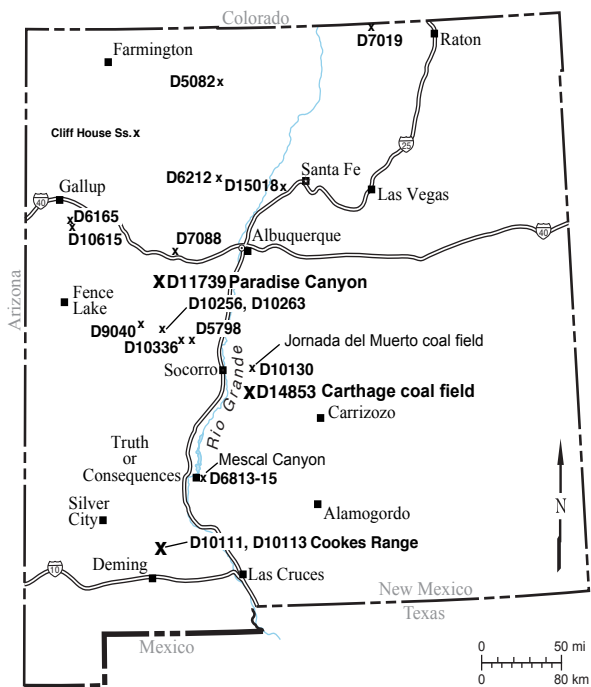 Colorado
D7019
Raton
Farmington
D5082
Cliff House Ss.
25
D6212
D15018
Santa Fe
Las Vegas
40
Gallup
D6165
D10615
D7088
Albuquerque
40
D11739 Paradise Canyon
Fence
Lake
D10256, D10263
D9040
D5798
D10336
Jornada del Muerto coal field
Arizona
Socorro
D10130
D14853 Carthage coal field
Rio Grande
Carrizozo
Truth
or
Consequences
Mescal Canyon
D6813-15
Silver
City
Alamogordo
N
D10111, D10113 Cookes Range
Deming
10
Las Cruces
New Mexico
Texas
Mexico
0 50 mi
0 80 km